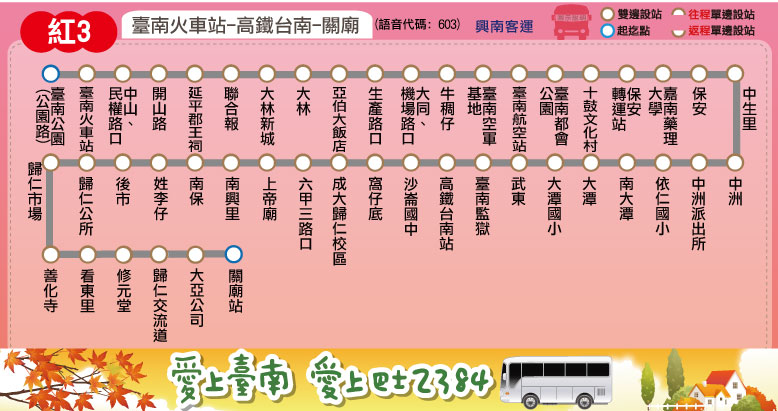 紅3
臺南火車站-高鐵台南-關廟
(語音代碼: 603)
興南客運
雙邊設站
往程單邊設站
起迄點
返程單邊設站
臺南公園
(公園路)
臺南火車站
中山、
民權路口
開山路
延平郡王祠
聯合報
大林新城
大林
亞伯大飯店
生產路口
大同、
機場路口
牛稠仔
臺南空軍
基地
臺南航空站
臺南都會
公園
十鼓文化村
保安
轉運站
嘉南藥理
大學
保安
中生里
歸仁市場
歸仁公所
後市
姓李仔
南保
南興里
上帝廟
六甲三路口
成大歸仁校區
窩仔底
沙崙國中
高鐵台南站
臺南監獄
武東
大潭國小
大潭
南大潭
依仁國小
中洲派出所
中洲
善化寺
看東里
修元堂
歸仁交流道
大亞公司
關廟站
愛上臺南 愛上巴士2384